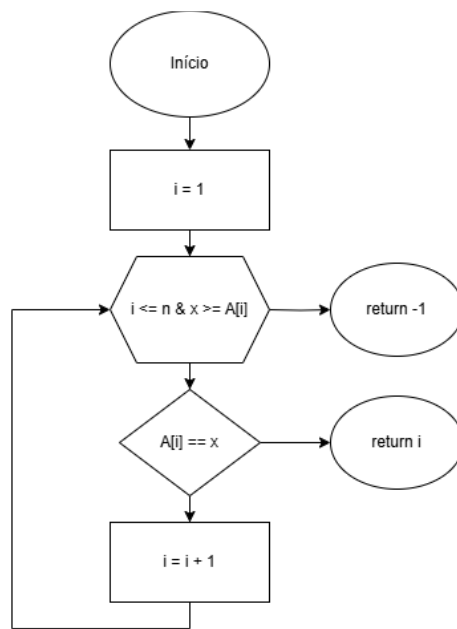 Início
i = 1
i <= n & x >= A[i]
return -1
A[i] == x
return i
i = i + 1